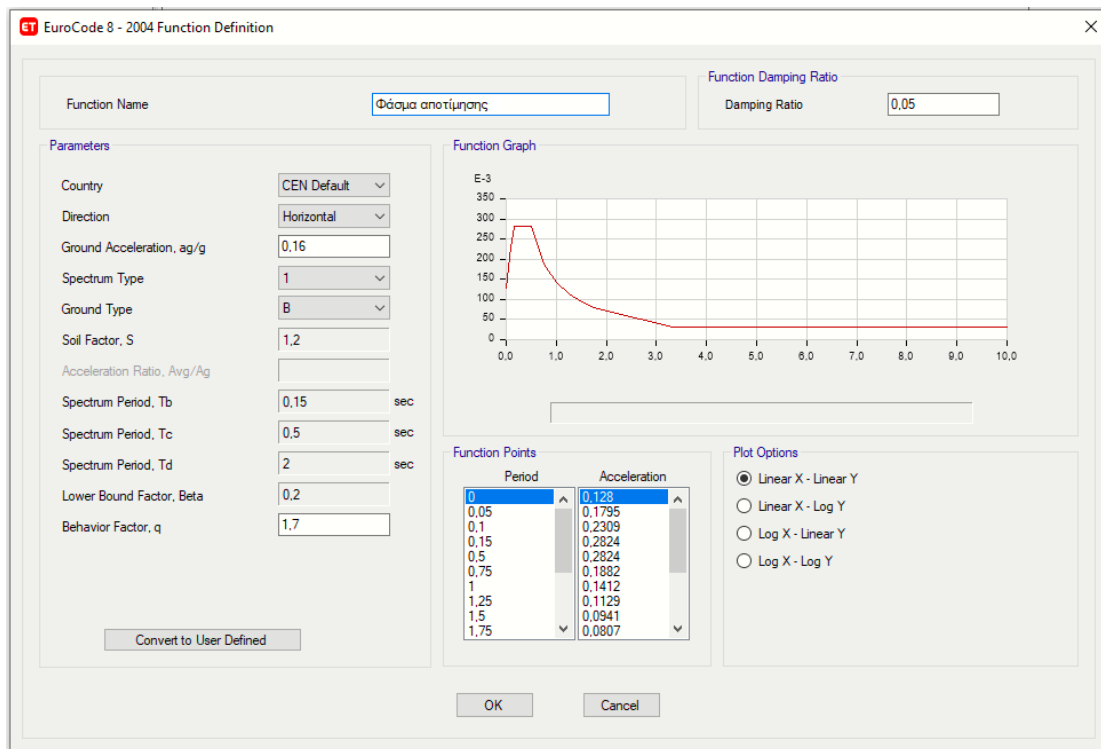 ET EuroCode 8 - 2004 Function Definition
Function Name Φάσμα αποτίμησης
Function Damping Ratio
Damping Ratio 0,05
Parameters
Country CEN Default
Direction Horizontal
Ground Acceleration, ag/g 0,16
Spectrum Type 1
Ground Type B
Soil Factor, S 1,2
Acceleration Ratio, Avg/Ag
Spectrum Period, Tb 0,15 sec
Spectrum Period, Tc 0,5 sec
Spectrum Period, Td 2 sec
Lower Bound Factor, Beta 0,2
Behavior Factor, q 1,7
Convert to User Defined
Function Graph
E-3
350
300
250
200
150
100
50
0
0,0 1,0 2,0 3,0 4,0 5,0 6,0 7,0 8,0 9,0 10,0
Function Points
Period Acceleration
0 0,128
0,05 0,1795
0,1 0,2309
0,15 0,2824
0,5 0,2824
0,75 0,1882
1 0,1412
1,25 0,1129
1,5 0,0941
1,75 0,0807
Plot Options
Linear X - Linear Y
Linear X - Log Y
Log X - Linear Y
Log X - Log Y
OK Cancel